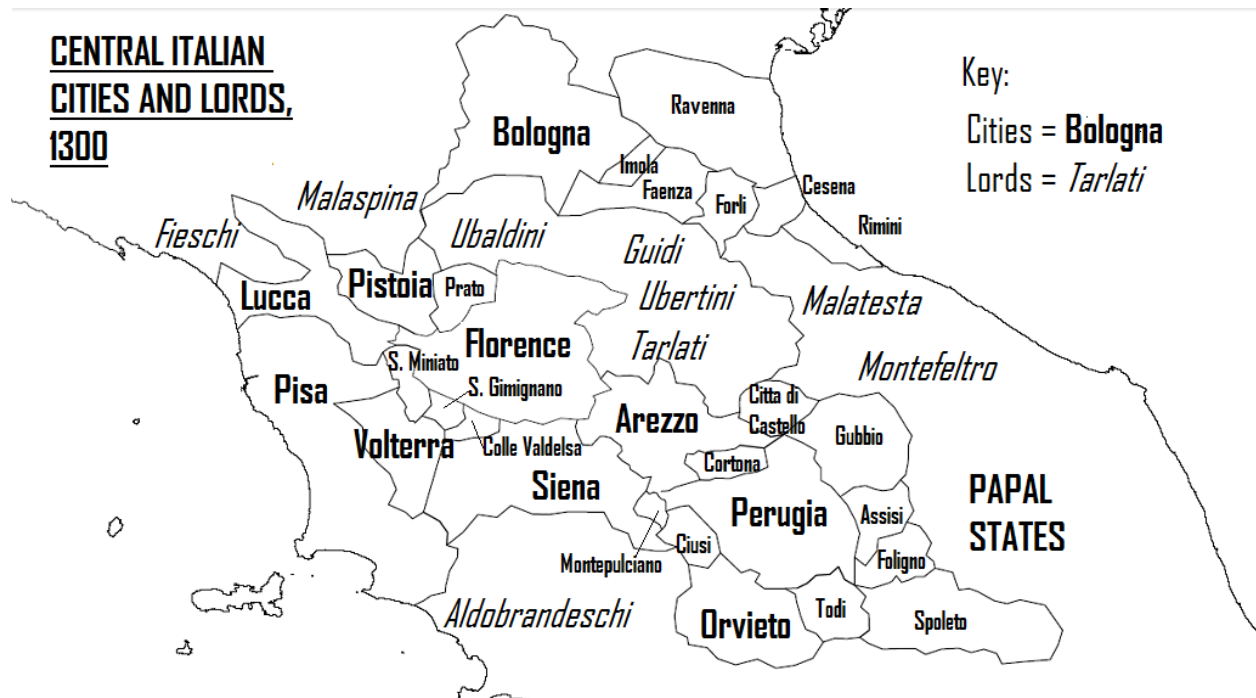 CENTRAL ITALIAN
CITIES AND LORDS,
1300
Key:
Cities = Bologna
Lords = Tarlati
Ravenna
Bologna
Imola
Faenza
Forli
Cesena
Rimini
Malaspina
Fieschi
Ubaldini
Guidi
Ubertini
Tarlati
Malatesta
Montefeltro
Lucca
Pistoia
Prato
Florence
S. Miniato
S. Gimignano
Pisa
Volterra
Colle Valdelsa
Arezzo
Citta di
Castello
Gubbio
Cortona
Siena
Perugia
Assisi
PAPAL
STATES
Montepulciano
Ciusi
Foligno
Aldobrandeschi
Orvieto
Todi
Spoleto